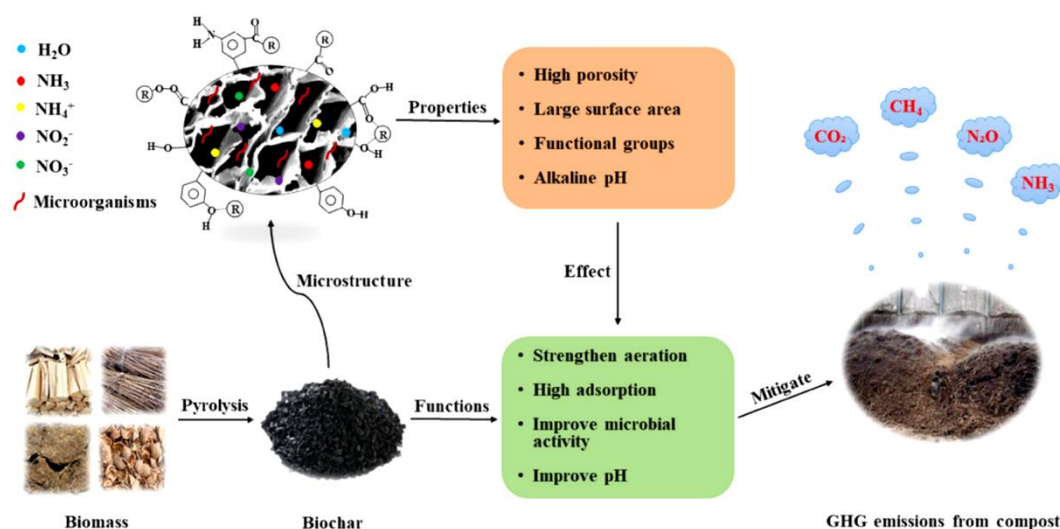 H₂O
NH₃
NH₄⁺
NO₂⁻
NO₃⁻
Microorganisms
H
H
N
O
R
R
O
R
O
O
O
O
O
H
H
O
O
R
O
H
O
R
H
O
H
Properties
• High porosity
• Large surface area
• Functional groups
• Alkaline pH
CO₂
CH₄
N₂O
NH₃
Microstructure
Effect
Pyrolysis
Functions
• Strengthen aeration
• High adsorption
• Improve microbial
activity
• Improve pH
Mitigate
Biomass
Biochar
GHG emissions from compost